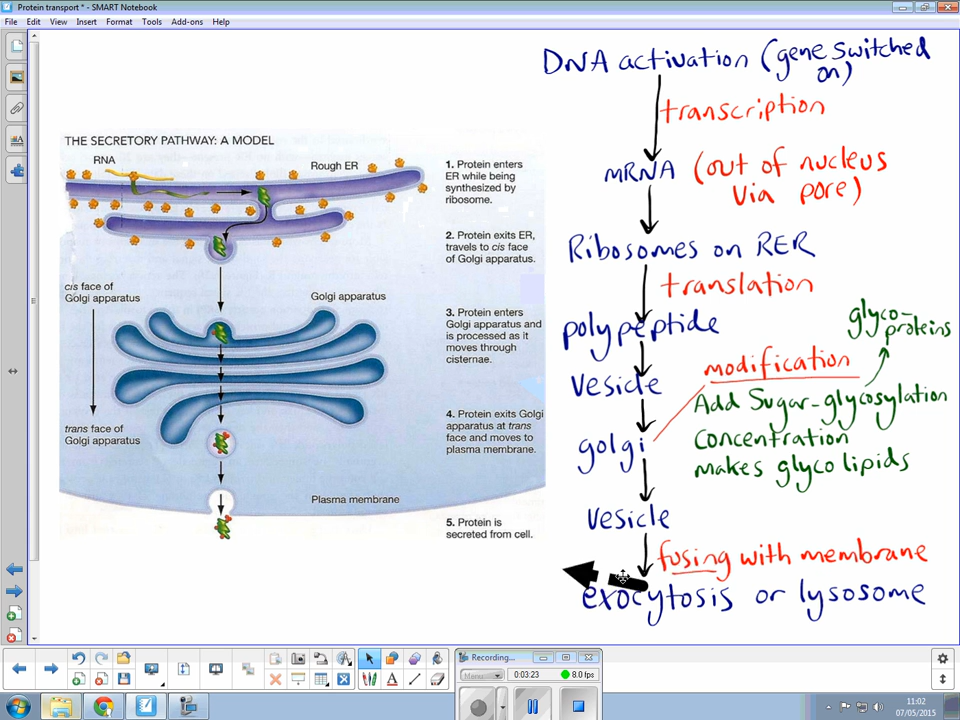 Protein transport * - SMART Notebook
File Edit View Insert Format Tools Add-ons Help
THE SECRETORY PATHWAY: A MODEL
RNA
Rough ER
1. Protein enters
ER while being
synthesized by
ribosome.
2. Protein exits ER,
travels to cis face
of Golgi apparatus.
cis face of
Golgi apparatus
Golgi apparatus
3. Protein enters
Golgi apparatus and
is processed as it
moves through
cisternae.
4. Protein exits Golgi
apparatus at trans
face and moves to
plasma membrane.
trans face of
Golgi apparatus
Plasma membrane
5. Protein is
secreted from cell.
DNA activation (gene switched
on)
transcription
mRNA (out of nucleus
via pore)
Ribosomes on RER
translation
polypeptide
Vesicle
golgi
modification
glyco-
proteins
Add Sugar-glycosylation
Concentration
makes glyco lipids
Vesicle
fusing with membrane
exocytosis or lysosome
Recording...
Menu
0:03:23
8.0 fps
11:02
07/05/2015